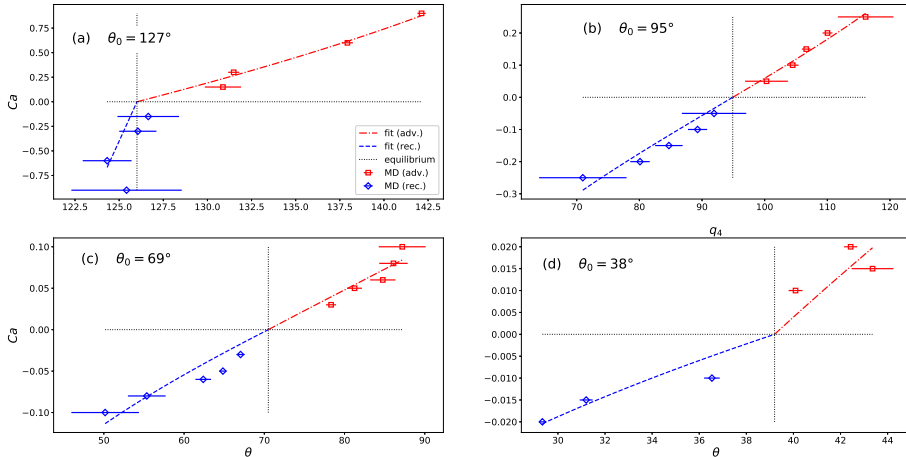 (a) θ₀ = 127°
Ca
0.75
0.50
0.25
0.00
−0.25
−0.50
−0.75
122.5 125.0 127.5 130.0 132.5 135.0 137.5 140.0 142.5
fit (adv.)
fit (rec.)
equilibrium
MD (adv.)
MD (rec.)
(b) θ₀ = 95°
0.2
0.1
0.0
−0.1
−0.2
−0.3
70 80 90 100 110 120
q₄
(c) θ₀ = 69°
Ca
0.10
0.05
0.00
−0.05
−0.10
50 60 70 80 90
θ
(d) θ₀ = 38°
0.020
0.015
0.010
0.005
0.000
−0.005
−0.010
−0.015
−0.020
30 32 34 36 38 40 42 44
θ